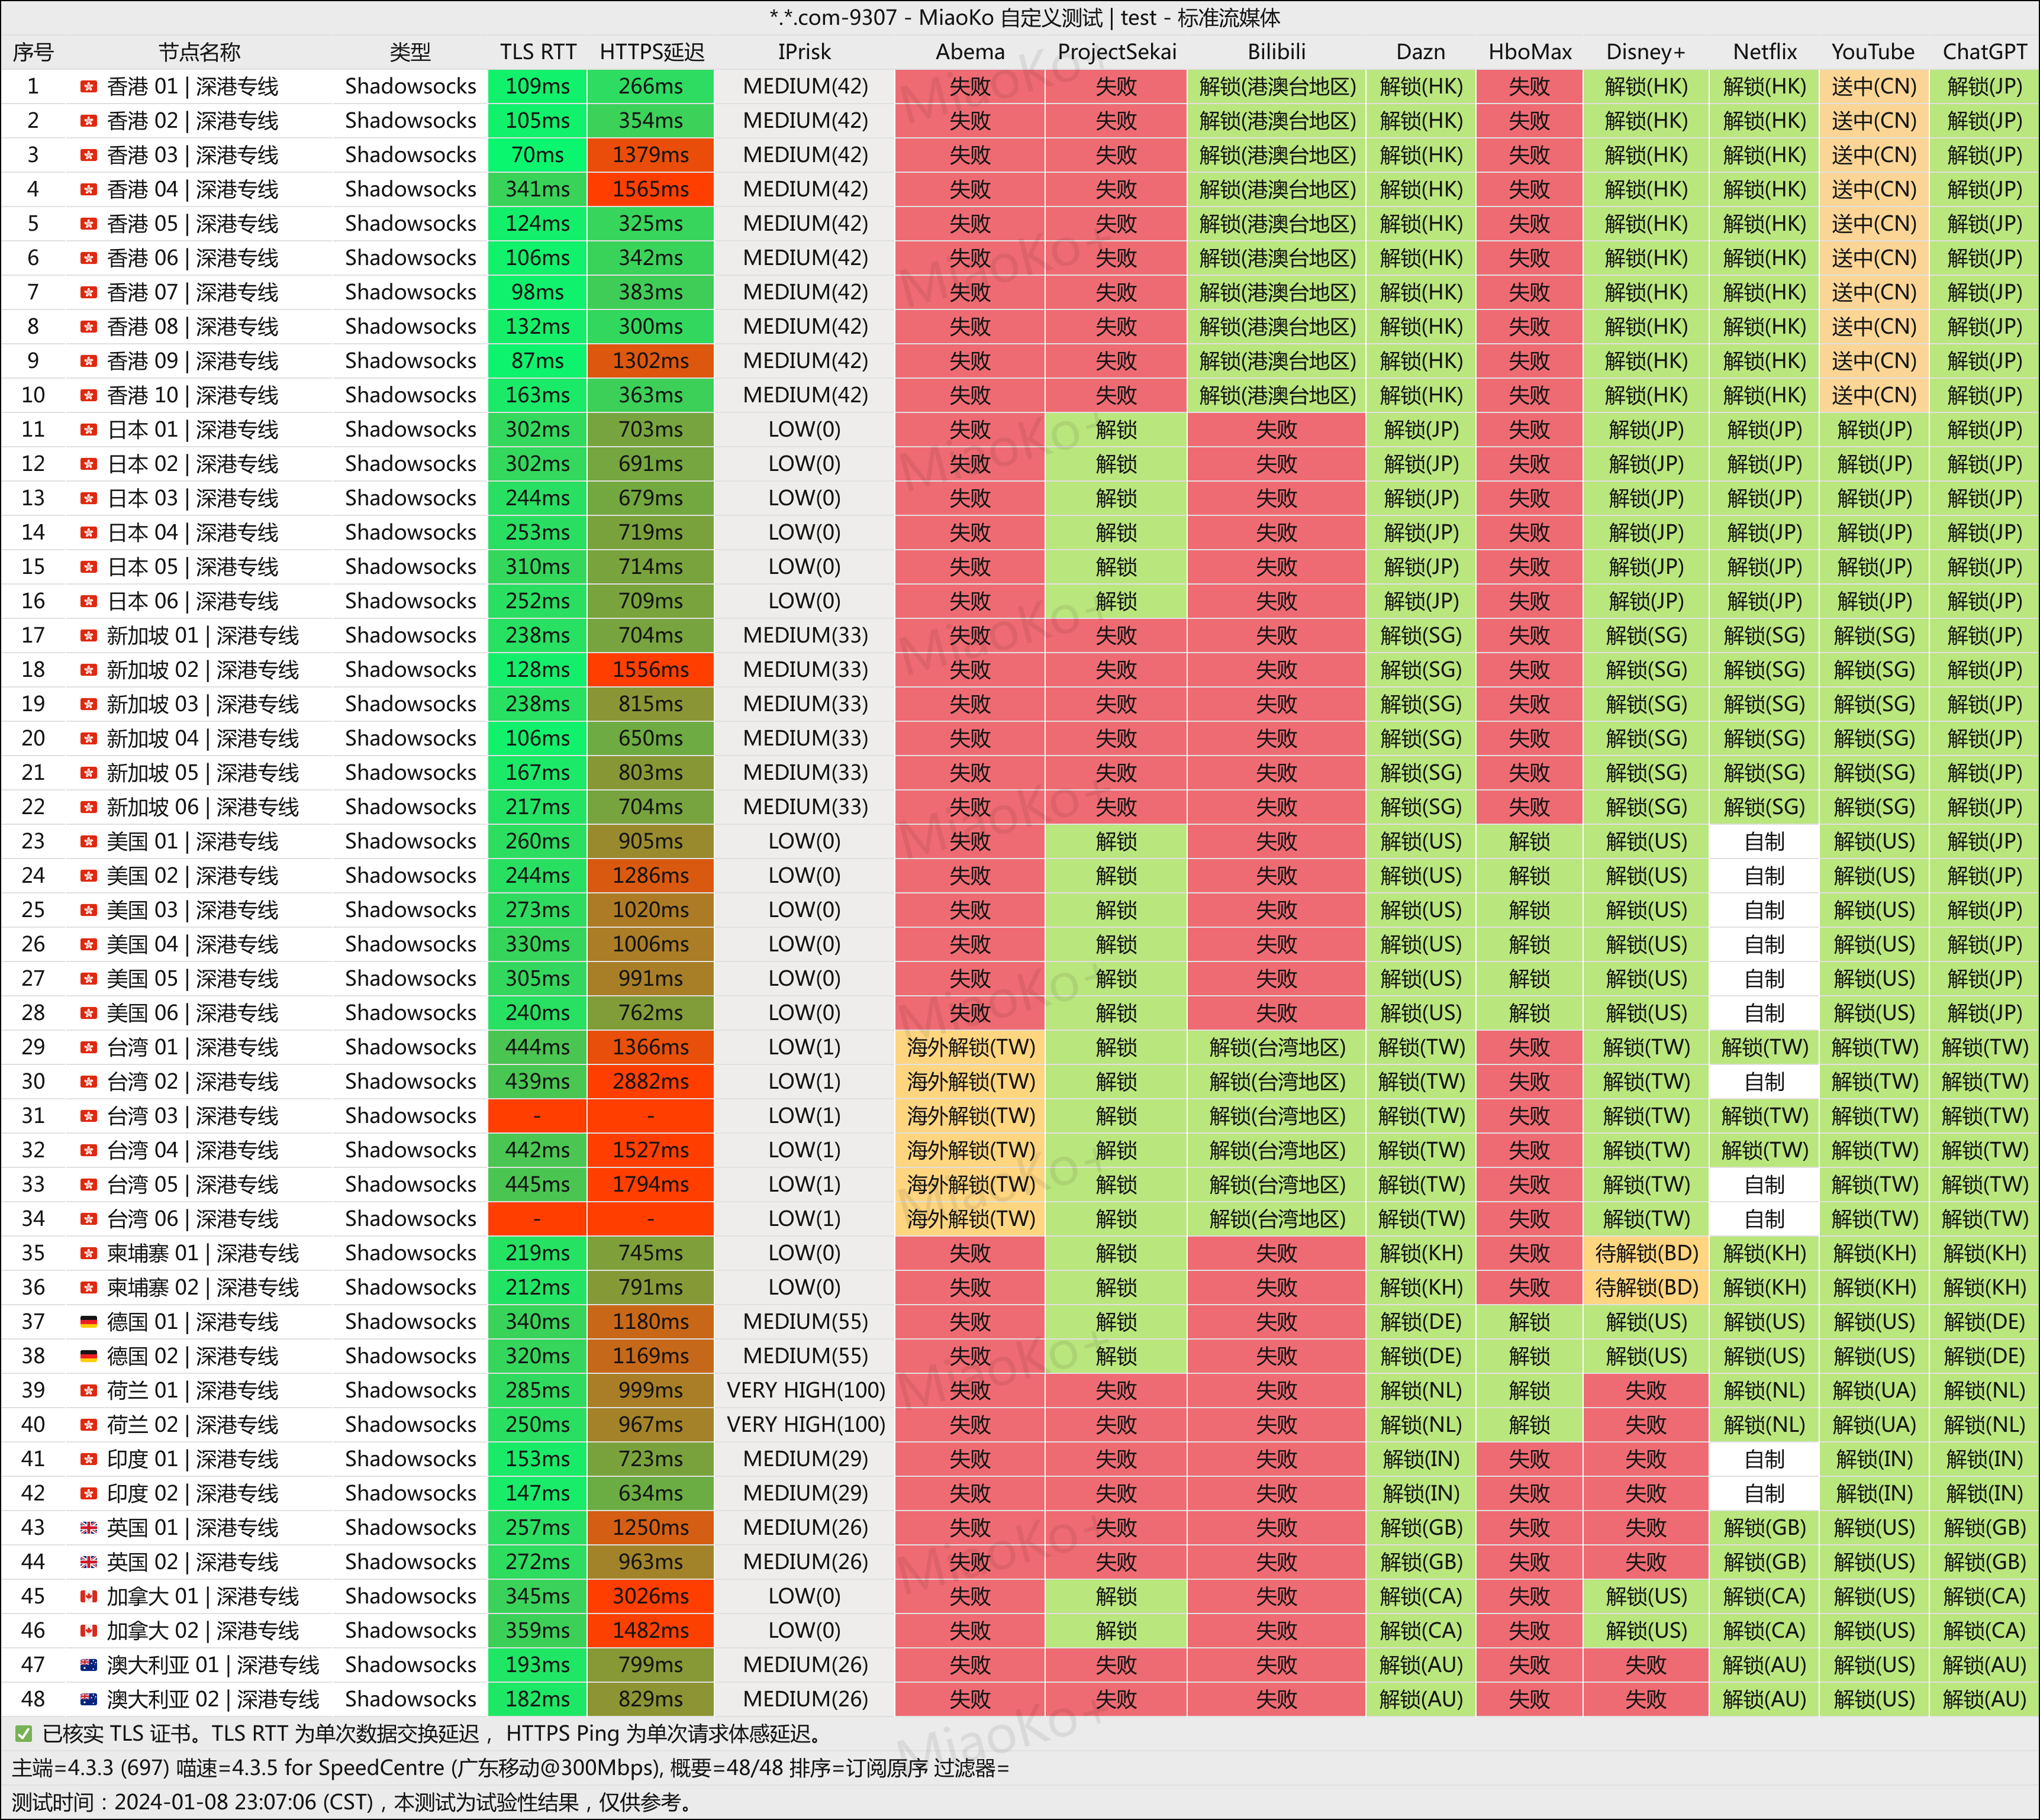 *.*.com-9307 - MiaoKo 自定义测试 | test - 标准流媒体
序号 节点名称 类型 TLS RTT HTTPS延迟 IPrisk Abema ProjectSekai Bilibili Dazn HboMax Disney+ Netflix YouTube ChatGPT
1 香港 01 | 深港专线 Shadowsocks 109ms 266ms MEDIUM(42) 失败 失败 解锁(港澳台地区) 解锁(HK) 失败 解锁(HK) 解锁(HK) 送中(CN) 解锁(JP)
2 香港 02 | 深港专线 Shadowsocks 105ms 354ms MEDIUM(42) 失败 失败 解锁(港澳台地区) 解锁(HK) 失败 解锁(HK) 解锁(HK) 送中(CN) 解锁(JP)
3 香港 03 | 深港专线 Shadowsocks 70ms 1379ms MEDIUM(42) 失败 失败 解锁(港澳台地区) 解锁(HK) 失败 解锁(HK) 解锁(HK) 送中(CN) 解锁(JP)
4 香港 04 | 深港专线 Shadowsocks 341ms 1565ms MEDIUM(42) 失败 失败 解锁(港澳台地区) 解锁(HK) 失败 解锁(HK) 解锁(HK) 送中(CN) 解锁(JP)
5 香港 05 | 深港专线 Shadowsocks 124ms 325ms MEDIUM(42) 失败 失败 解锁(港澳台地区) 解锁(HK) 失败 解锁(HK) 解锁(HK) 送中(CN) 解锁(JP)
6 香港 06 | 深港专线 Shadowsocks 106ms 342ms MEDIUM(42) 失败 失败 解锁(港澳台地区) 解锁(HK) 失败 解锁(HK) 解锁(HK) 送中(CN) 解锁(JP)
7 香港 07 | 深港专线 Shadowsocks 98ms 383ms MEDIUM(42) 失败 失败 解锁(港澳台地区) 解锁(HK) 失败 解锁(HK) 解锁(HK) 送中(CN) 解锁(JP)
8 香港 08 | 深港专线 Shadowsocks 132ms 300ms MEDIUM(42) 失败 失败 解锁(港澳台地区) 解锁(HK) 失败 解锁(HK) 解锁(HK) 送中(CN) 解锁(JP)
9 香港 09 | 深港专线 Shadowsocks 87ms 1302ms MEDIUM(42) 失败 失败 解锁(港澳台地区) 解锁(HK) 失败 解锁(HK) 解锁(HK) 送中(CN) 解锁(JP)
10 香港 10 | 深港专线 Shadowsocks 163ms 363ms MEDIUM(42) 失败 失败 解锁(港澳台地区) 解锁(HK) 失败 解锁(HK) 解锁(HK) 送中(CN) 解锁(JP)
11 日本 01 | 深港专线 Shadowsocks 302ms 703ms LOW(0) 失败 解锁 失败 解锁(JP) 失败 解锁(JP) 解锁(JP) 解锁(JP) 解锁(JP)
12 日本 02 | 深港专线 Shadowsocks 302ms 691ms LOW(0) 失败 解锁 失败 解锁(JP) 失败 解锁(JP) 解锁(JP) 解锁(JP) 解锁(JP)
13 日本 03 | 深港专线 Shadowsocks 244ms 679ms LOW(0) 失败 解锁 失败 解锁(JP) 失败 解锁(JP) 解锁(JP) 解锁(JP) 解锁(JP)
14 日本 04 | 深港专线 Shadowsocks 253ms 719ms LOW(0) 失败 解锁 失败 解锁(JP) 失败 解锁(JP) 解锁(JP) 解锁(JP) 解锁(JP)
15 日本 05 | 深港专线 Shadowsocks 310ms 714ms LOW(0) 失败 解锁 失败 解锁(JP) 失败 解锁(JP) 解锁(JP) 解锁(JP) 解锁(JP)
16 日本 06 | 深港专线 Shadowsocks 252ms 709ms LOW(0) 失败 解锁 失败 解锁(JP) 失败 解锁(JP) 解锁(JP) 解锁(JP) 解锁(JP)
17 新加坡 01 | 深港专线 Shadowsocks 238ms 704ms MEDIUM(33) 失败 失败 失败 解锁(SG) 失败 解锁(SG) 解锁(SG) 解锁(SG) 解锁(JP)
18 新加坡 02 | 深港专线 Shadowsocks 128ms 1556ms MEDIUM(33) 失败 失败 失败 解锁(SG) 失败 解锁(SG) 解锁(SG) 解锁(SG) 解锁(JP)
19 新加坡 03 | 深港专线 Shadowsocks 238ms 815ms MEDIUM(33) 失败 失败 失败 解锁(SG) 失败 解锁(SG) 解锁(SG) 解锁(SG) 解锁(JP)
20 新加坡 04 | 深港专线 Shadowsocks 106ms 650ms MEDIUM(33) 失败 失败 失败 解锁(SG) 失败 解锁(SG) 解锁(SG) 解锁(SG) 解锁(JP)
21 新加坡 05 | 深港专线 Shadowsocks 167ms 803ms MEDIUM(33) 失败 失败 失败 解锁(SG) 失败 解锁(SG) 解锁(SG) 解锁(SG) 解锁(JP)
22 新加坡 06 | 深港专线 Shadowsocks 217ms 704ms MEDIUM(33) 失败 失败 失败 解锁(SG) 失败 解锁(SG) 解锁(SG) 解锁(SG) 解锁(JP)
23 美国 01 | 深港专线 Shadowsocks 260ms 905ms LOW(0) 失败 解锁 失败 解锁(US) 解锁 解锁(US) 自制 解锁(US) 解锁(JP)
24 美国 02 | 深港专线 Shadowsocks 244ms 1286ms LOW(0) 失败 解锁 失败 解锁(US) 解锁 解锁(US) 自制 解锁(US) 解锁(JP)
25 美国 03 | 深港专线 Shadowsocks 273ms 1020ms LOW(0) 失败 解锁 失败 解锁(US) 解锁 解锁(US) 自制 解锁(US) 解锁(JP)
26 美国 04 | 深港专线 Shadowsocks 330ms 1006ms LOW(0) 失败 解锁 失败 解锁(US) 解锁 解锁(US) 自制 解锁(US) 解锁(JP)
27 美国 05 | 深港专线 Shadowsocks 305ms 991ms LOW(0) 失败 解锁 失败 解锁(US) 解锁 解锁(US) 自制 解锁(US) 解锁(JP)
28 美国 06 | 深港专线 Shadowsocks 240ms 762ms LOW(0) 失败 解锁 失败 解锁(US) 解锁 解锁(US) 自制 解锁(US) 解锁(JP)
29 台湾 01 | 深港专线 Shadowsocks 444ms 1366ms LOW(1) 海外解锁(TW) 解锁 解锁(台湾地区) 解锁(TW) 失败 解锁(TW) 解锁(TW) 解锁(TW) 解锁(TW)
30 台湾 02 | 深港专线 Shadowsocks 439ms 2882ms LOW(1) 海外解锁(TW) 解锁 解锁(台湾地区) 解锁(TW) 失败 解锁(TW) 自制 解锁(TW) 解锁(TW)
31 台湾 03 | 深港专线 Shadowsocks - - LOW(1) 海外解锁(TW) 解锁 解锁(台湾地区) 解锁(TW) 失败 解锁(TW) 解锁(TW) 解锁(TW) 解锁(TW)
32 台湾 04 | 深港专线 Shadowsocks 442ms 1527ms LOW(1) 海外解锁(TW) 解锁 解锁(台湾地区) 解锁(TW) 失败 解锁(TW) 解锁(TW) 解锁(TW) 解锁(TW)
33 台湾 05 | 深港专线 Shadowsocks 445ms 1794ms LOW(1) 海外解锁(TW) 解锁 解锁(台湾地区) 解锁(TW) 失败 解锁(TW) 自制 解锁(TW) 解锁(TW)
34 台湾 06 | 深港专线 Shadowsocks - - LOW(1) 海外解锁(TW) 解锁 解锁(台湾地区) 解锁(TW) 失败 解锁(TW) 自制 解锁(TW) 解锁(TW)
35 柬埔寨 01 | 深港专线 Shadowsocks 219ms 745ms LOW(0) 失败 解锁 失败 解锁(KH) 失败 待解锁(BD) 解锁(KH) 解锁(KH) 解锁(KH)
36 柬埔寨 02 | 深港专线 Shadowsocks 212ms 791ms LOW(0) 失败 解锁 失败 解锁(KH) 失败 待解锁(BD) 解锁(KH) 解锁(KH) 解锁(KH)
37 德国 01 | 深港专线 Shadowsocks 340ms 1180ms MEDIUM(55) 失败 解锁 失败 解锁(DE) 解锁 解锁(US) 解锁(US) 解锁(US) 解锁(DE)
38 德国 02 | 深港专线 Shadowsocks 320ms 1169ms MEDIUM(55) 失败 解锁 失败 解锁(DE) 解锁 解锁(US) 解锁(US) 解锁(US) 解锁(DE)
39 荷兰 01 | 深港专线 Shadowsocks 285ms 999ms VERY HIGH(100) 失败 失败 失败 解锁(NL) 解锁 失败 解锁(NL) 解锁(UA) 解锁(NL)
40 荷兰 02 | 深港专线 Shadowsocks 250ms 967ms VERY HIGH(100) 失败 失败 失败 解锁(NL) 解锁 失败 解锁(NL) 解锁(UA) 解锁(NL)
41 印度 01 | 深港专线 Shadowsocks 153ms 723ms MEDIUM(29) 失败 失败 失败 解锁(IN) 失败 失败 自制 解锁(IN) 解锁(IN)
42 印度 02 | 深港专线 Shadowsocks 147ms 634ms MEDIUM(29) 失败 失败 失败 解锁(IN) 失败 失败 自制 解锁(IN) 解锁(IN)
43 英国 01 | 深港专线 Shadowsocks 257ms 1250ms MEDIUM(26) 失败 失败 失败 解锁(GB) 失败 失败 解锁(GB) 解锁(US) 解锁(GB)
44 英国 02 | 深港专线 Shadowsocks 272ms 963ms MEDIUM(26) 失败 失败 失败 解锁(GB) 失败 失败 解锁(GB) 解锁(US) 解锁(GB)
45 加拿大 01 | 深港专线 Shadowsocks 345ms 3026ms LOW(0) 失败 解锁 失败 解锁(CA) 失败 解锁(US) 解锁(CA) 解锁(US) 解锁(CA)
46 加拿大 02 | 深港专线 Shadowsocks 359ms 1482ms LOW(0) 失败 解锁 失败 解锁(CA) 失败 解锁(US) 解锁(CA) 解锁(US) 解锁(CA)
47 澳大利亚 01 | 深港专线 Shadowsocks 193ms 799ms MEDIUM(26) 失败 失败 失败 解锁(AU) 失败 失败 解锁(AU) 解锁(US) 解锁(AU)
48 澳大利亚 02 | 深港专线 Shadowsocks 182ms 829ms MEDIUM(26) 失败 失败 失败 解锁(AU) 失败 失败 解锁(AU) 解锁(US) 解锁(AU)
✅ 已核实 TLS 证书。TLS RTT 为单次数据交换延迟， HTTPS Ping 为单次请求体感延迟。
主端=4.3.3 (697) 喵速=4.3.5 for SpeedCentre (广东移动@300Mbps), 概要=48/48 排序=订阅原序 过滤器=
测试时间：2024-01-08 23:07:06 (CST)，本测试为试验性结果，仅供参考。